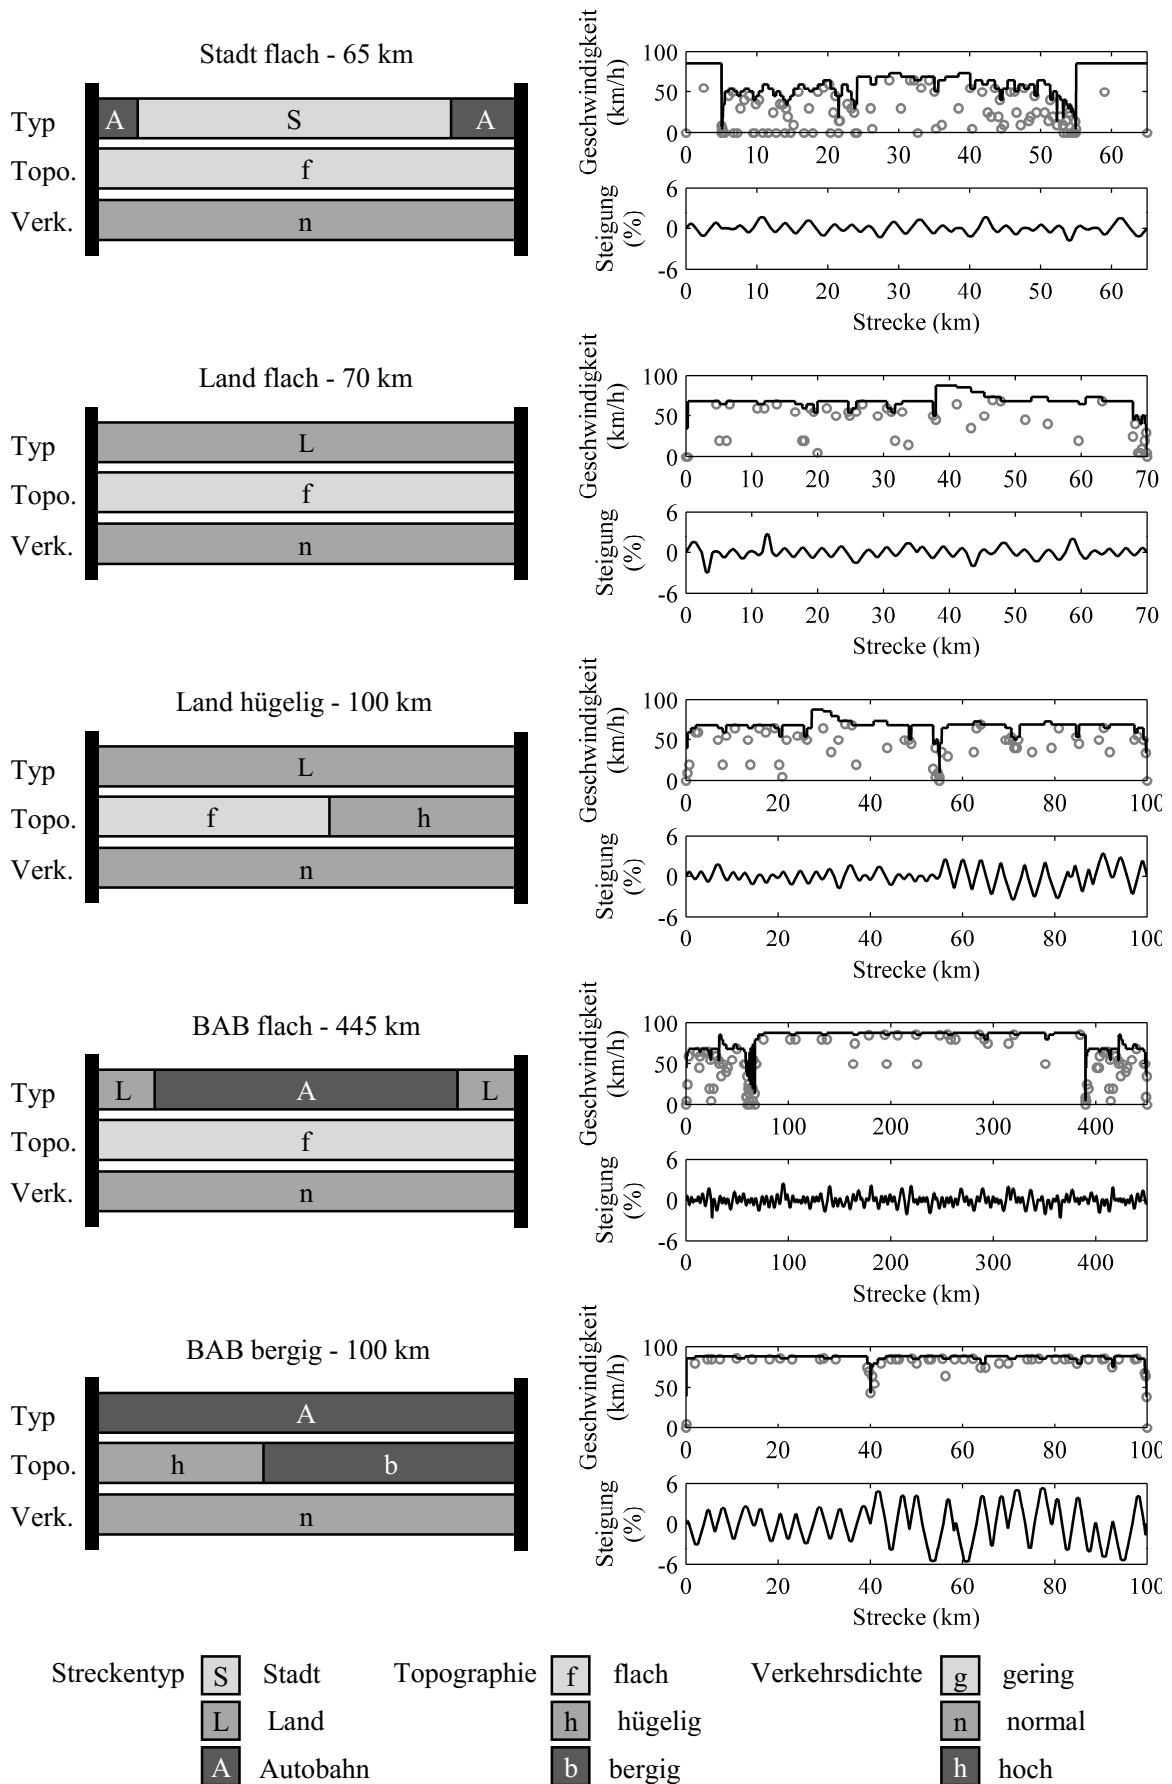 Stadt flach - 65 km
Typ A S A
Topo. f
Verk. n
Geschwindigkeit
(km/h)
100
50
0
0 10 20 30 40 50 60
Steigung
(%)
6
0
-6
0 10 20 30 40 50 60
Strecke (km)
Land flach - 70 km
Typ L
Topo. f
Verk. n
Geschwindigkeit
(km/h)
100
50
0
0 10 20 30 40 50 60 70
Steigung
(%)
6
0
-6
0 10 20 30 40 50 60 70
Strecke (km)
Land hügelig - 100 km
Typ L
Topo. f h
Verk. n
Geschwindigkeit
(km/h)
100
50
0
0 20 40 60 80 100
Steigung
(%)
6
0
-6
0 20 40 60 80 100
Strecke (km)
BAB flach - 445 km
Typ L A L
Topo. f
Verk. n
Geschwindigkeit
(km/h)
100
50
0
0 100 200 300 400
Steigung
(%)
6
0
-6
0 100 200 300 400
Strecke (km)
BAB bergig - 100 km
Typ A
Topo. h b
Verk. n
Geschwindigkeit
(km/h)
100
50
0
0 20 40 60 80 100
Steigung
(%)
6
0
-6
0 20 40 60 80 100
Strecke (km)
Streckentyp S Stadt Topographie f flach Verkehrsdichte g gering
L Land h hügelig n normal
A Autobahn b bergig h hoch